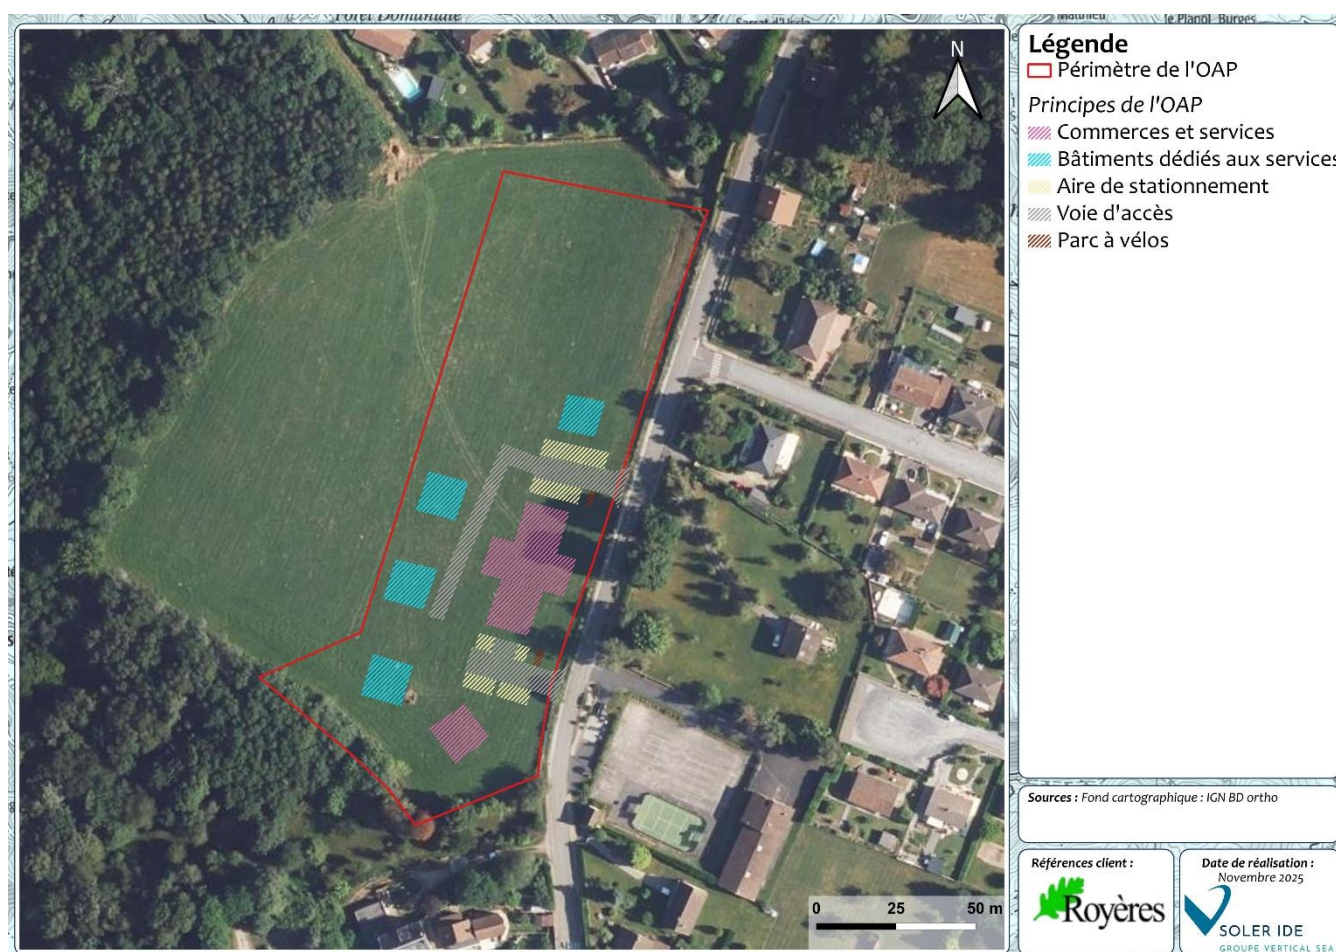 Forêt Domaniale
Sarrat d'Uscla
le Planol Burges
N
Légende
Périmètre de l'OAP
Principes de l'OAP
Commerces et services
Bâtiments dédiés aux services
Aire de stationnement
Voie d'accès
Parc à vélos
0 25 50 m
Sources : Fond cartographique : IGN BD ortho
Références client :
Royères
Date de réalisation :
Novembre 2025
SOLER IDE
GROUPE VERTICAL SEA